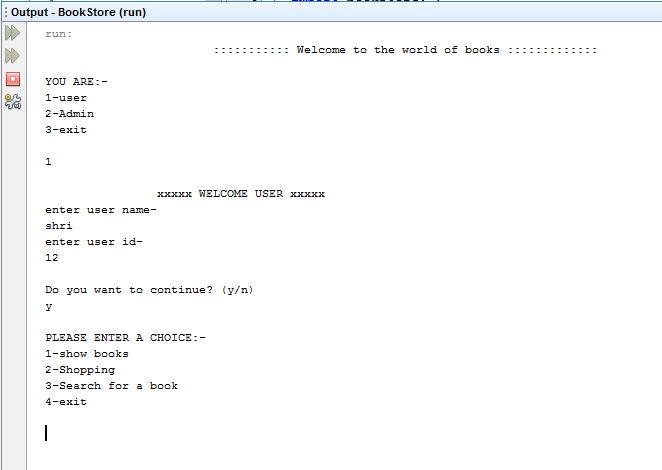 Output - BookStore (run)
run:
::::::::::: Welcome to the world of books :::::::::::::
YOU ARE:-
1-user
2-Admin
3-exit
1
xxxxx WELCOME USER xxxxx
enter user name-
shri
enter user id-
12
Do you want to continue? (y/n)
y
PLEASE ENTER A CHOICE:-
1-show books
2-Shopping
3-Search for a book
4-exit